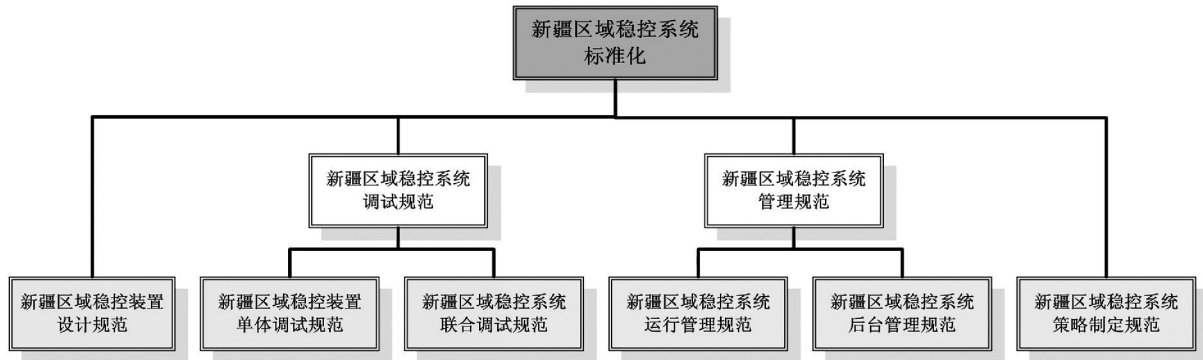 新疆区域稳控系统
标准化
新疆区域稳控系统
调试规范
新疆区域稳控系统
管理规范
新疆区域稳控装置
设计规范
新疆区域稳控装置
单体调试规范
新疆区域稳控系统
联合调试规范
新疆区域稳控系统
运行管理规范
新疆区域稳控系统
后台管理规范
新疆区域稳控系统
策略制定规范